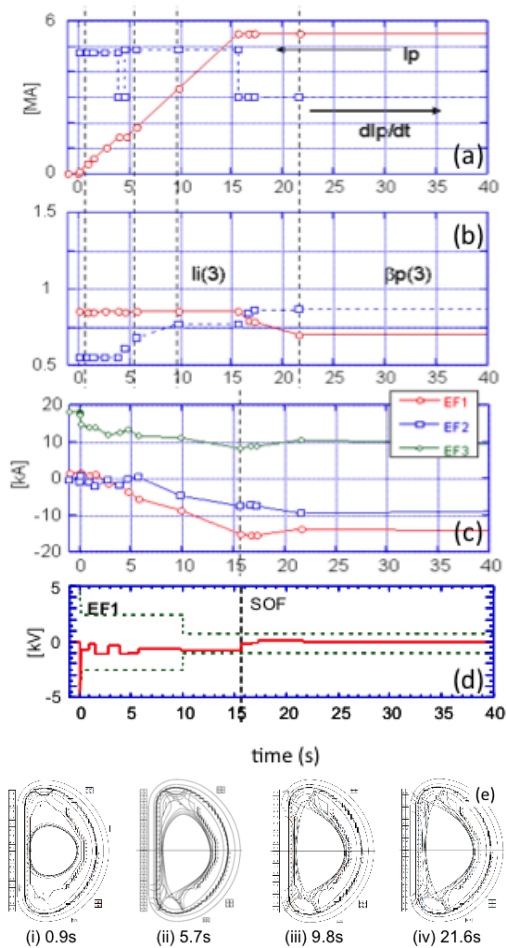 6
[MA]
3
0
Ip
dIp/dt
(a)
0 5 10 15 20 25 30 35 40
1.5
1
0.5
(b)
li(3)
βp(3)
0 5 10 15 20 25 30 35 40
20
10
0
-10
-20
[kA]
EF1
EF2
EF3
(c)
0 5 10 15 20 25 30 35 40
5
0
-5
[kV]
EF1
SOF
(d)
0 5 10 15 20 25 30 35 40
time (s)
(e)
(i) 0.9s
(ii) 5.7s
(iii) 9.8s
(iv) 21.6s